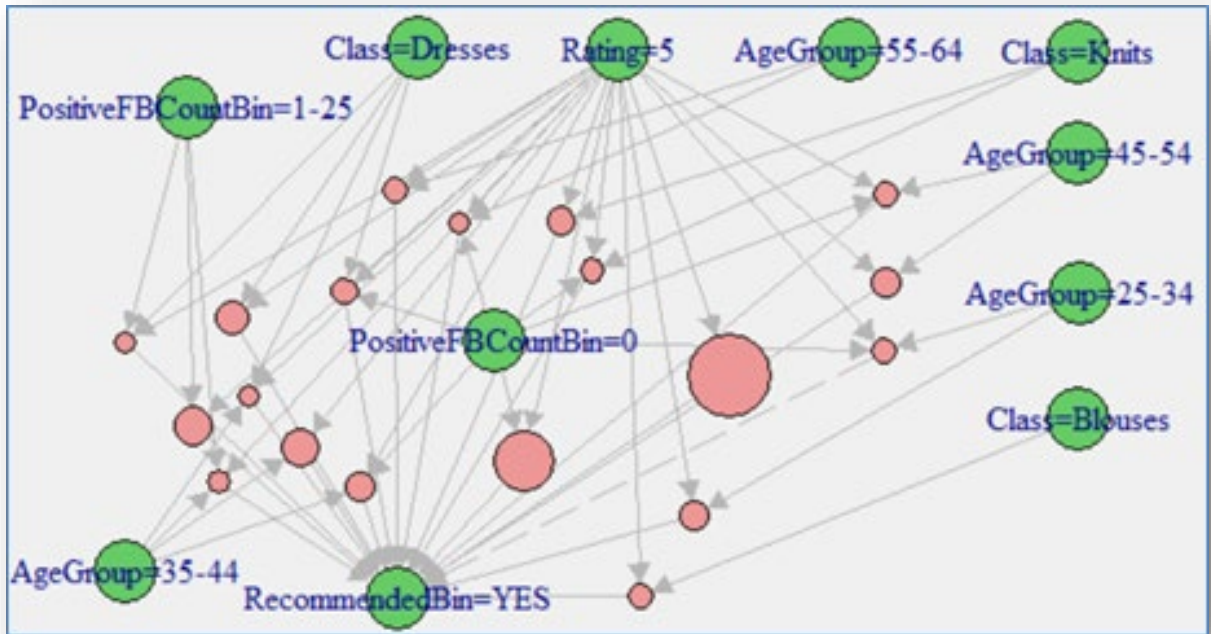 Class=Dresses
Rating=5
AgeGroup=55-64
Class=Knits
PositiveFBCountBin=1-25
AgeGroup=45-54
AgeGroup=25-34
PositiveFBCountBin=0
Class=Blouses
AgeGroup=35-44
RecommendedBin=YES